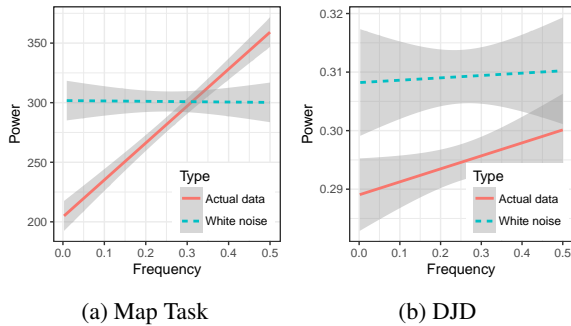 350
300
250
200
Power
0.0 0.1 0.2 0.3 0.4 0.5
Frequency
Type
Actual data
White noise
(a) Map Task
0.32
0.31
0.30
0.29
Power
0.0 0.1 0.2 0.3 0.4 0.5
Frequency
Type
Actual data
White noise
(b) DJD